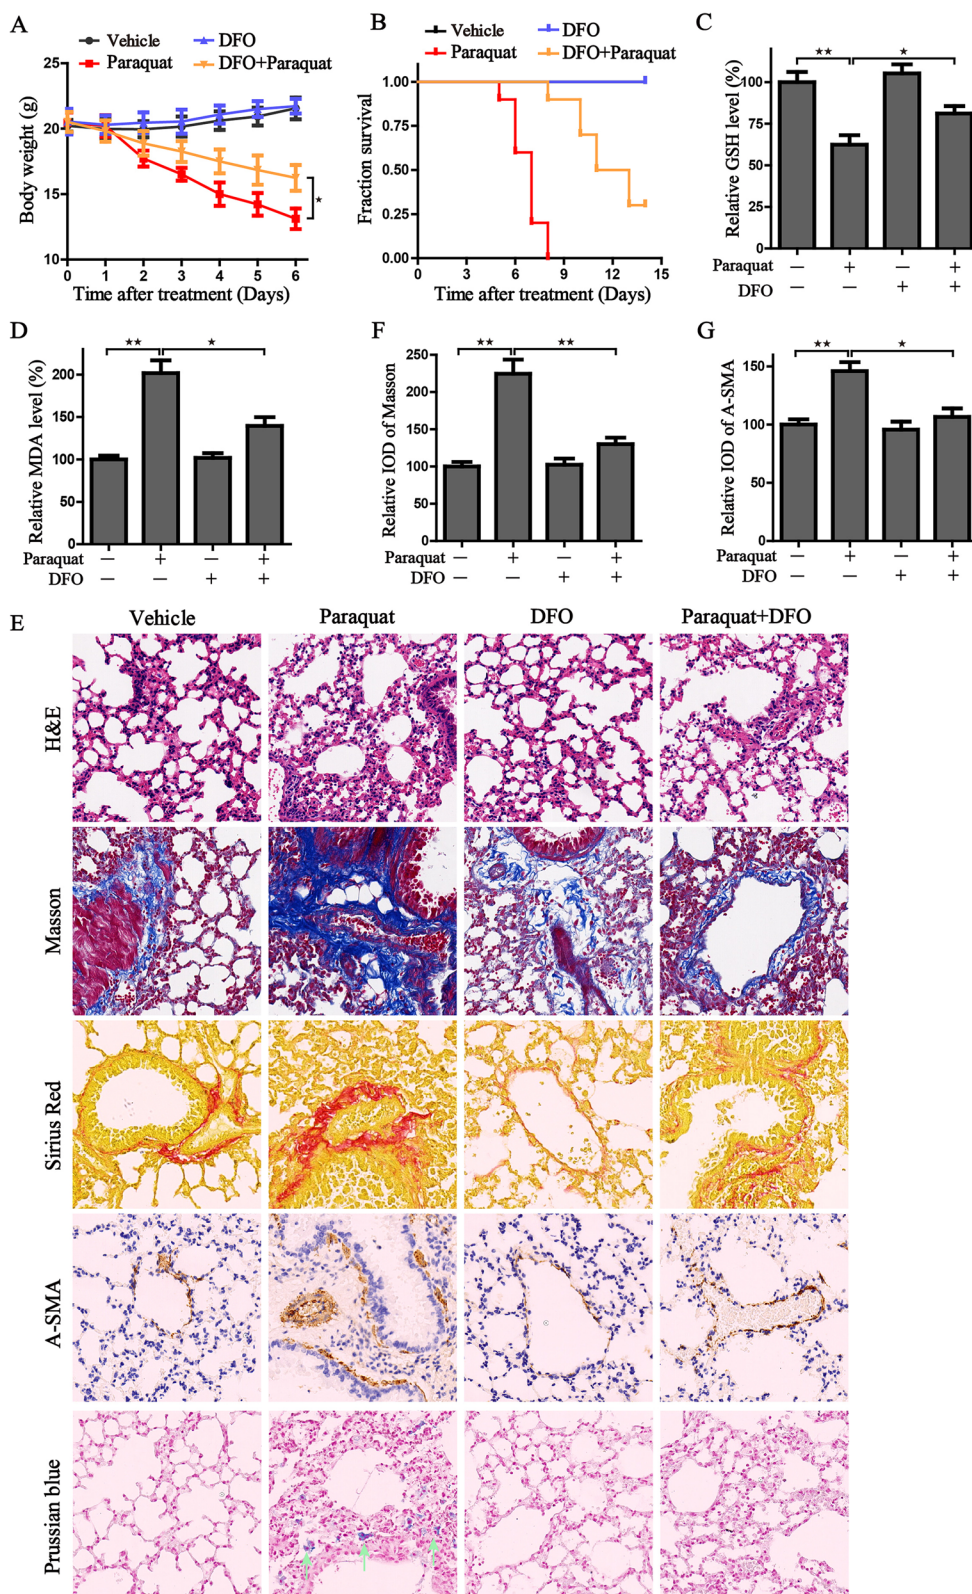 A
Vehicle
DFO
Paraquat
DFO+Paraquat
Body weight (g)
25
20
15
10
0 1 2 3 4 5 6
Time after treatment (Days)
★
B
Vehicle
DFO
Paraquat
DFO+Paraquat
Fraction survival
1.00
0.75
0.50
0.25
0.00
0 3 6 9 12 15
Time after treatment (Days)
C
Relative GSH level (%)
★★ ★
100
50
0
Paraquat — + — +
DFO — — + +
D
Relative MDA level (%)
★★ ★
200
150
100
50
0
Paraquat — + — +
DFO — — + +
F
Relative IOD of Masson
★★ ★★
250
200
150
100
50
0
Paraquat — + — +
DFO — — + +
G
Relative IOD of A-SMA
★★ ★
150
100
50
0
Paraquat — + — +
DFO — — + +
E
Vehicle Paraquat DFO Paraquat+DFO
H&E
Masson
Sirius Red
A-SMA
Prussian blue